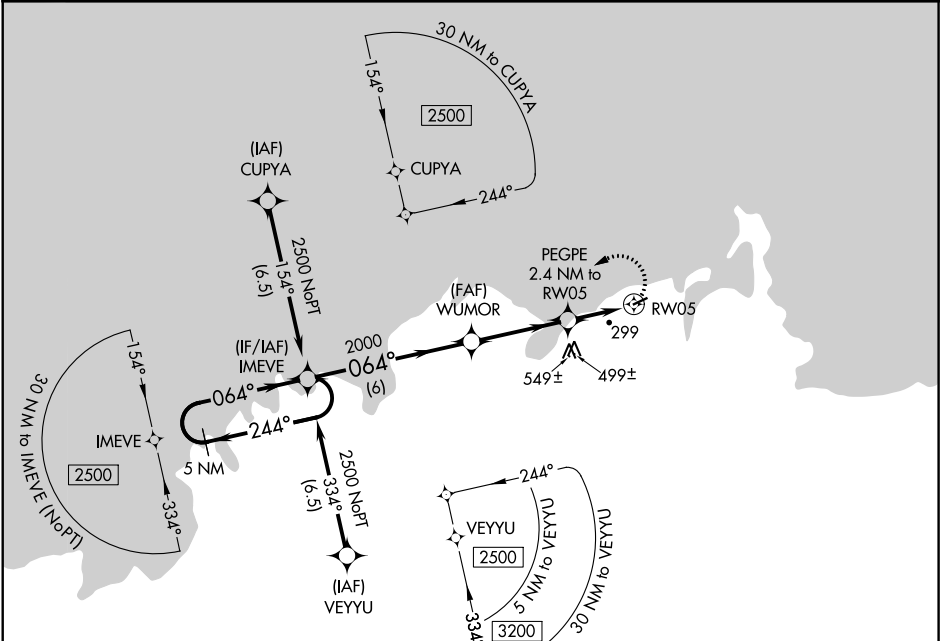 30 NM to CUPYA
154°
2500
CUPYA
244°
(IAF)
CUPYA
2500 NoPT
154°
(6.5)
PEGPE
2.4 NM to
RW05
(FAF)
WUMOR
RW05
299
549±
499±
(IF/IAF)
IMEVE
2000
064°
(6)
064°
244°
5 NM
154°
30 NM to IMEVE (NoPT)
IMEVE
2500
334°
2500 NoPT
334°
(6.5)
(IAF)
VEYYU
244°
VEYYU
2500
5 NM to VEYYU
30 NM to VEYYU
334°
3200